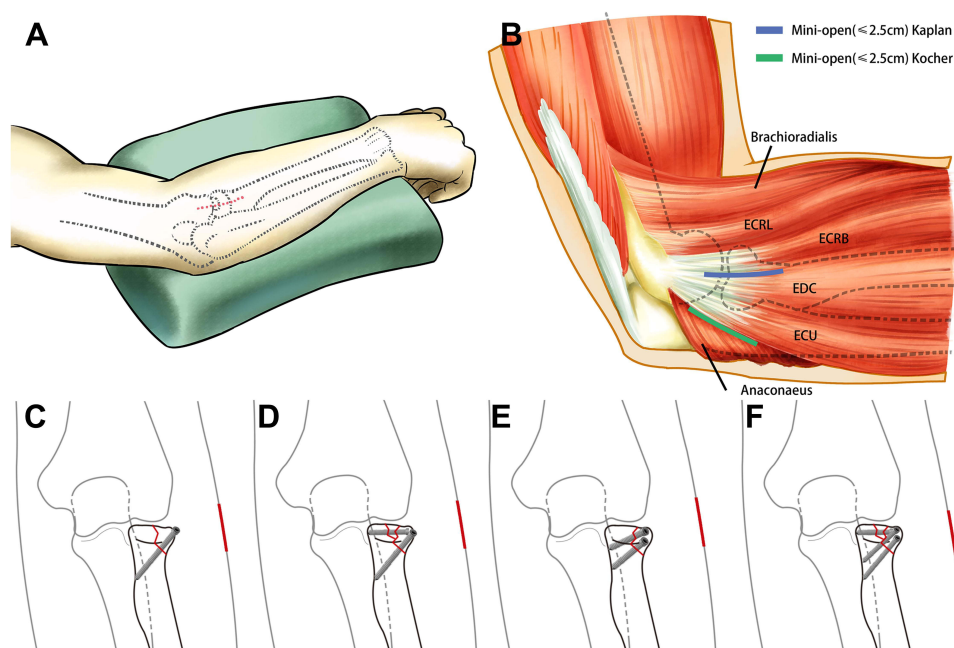 A
B
Mini-open(≤2.5cm) Kaplan
Mini-open(≤2.5cm) Kocher
Brachioradialis
ECRL
ECRB
EDC
ECU
Anaconaeus
C
D
E
F